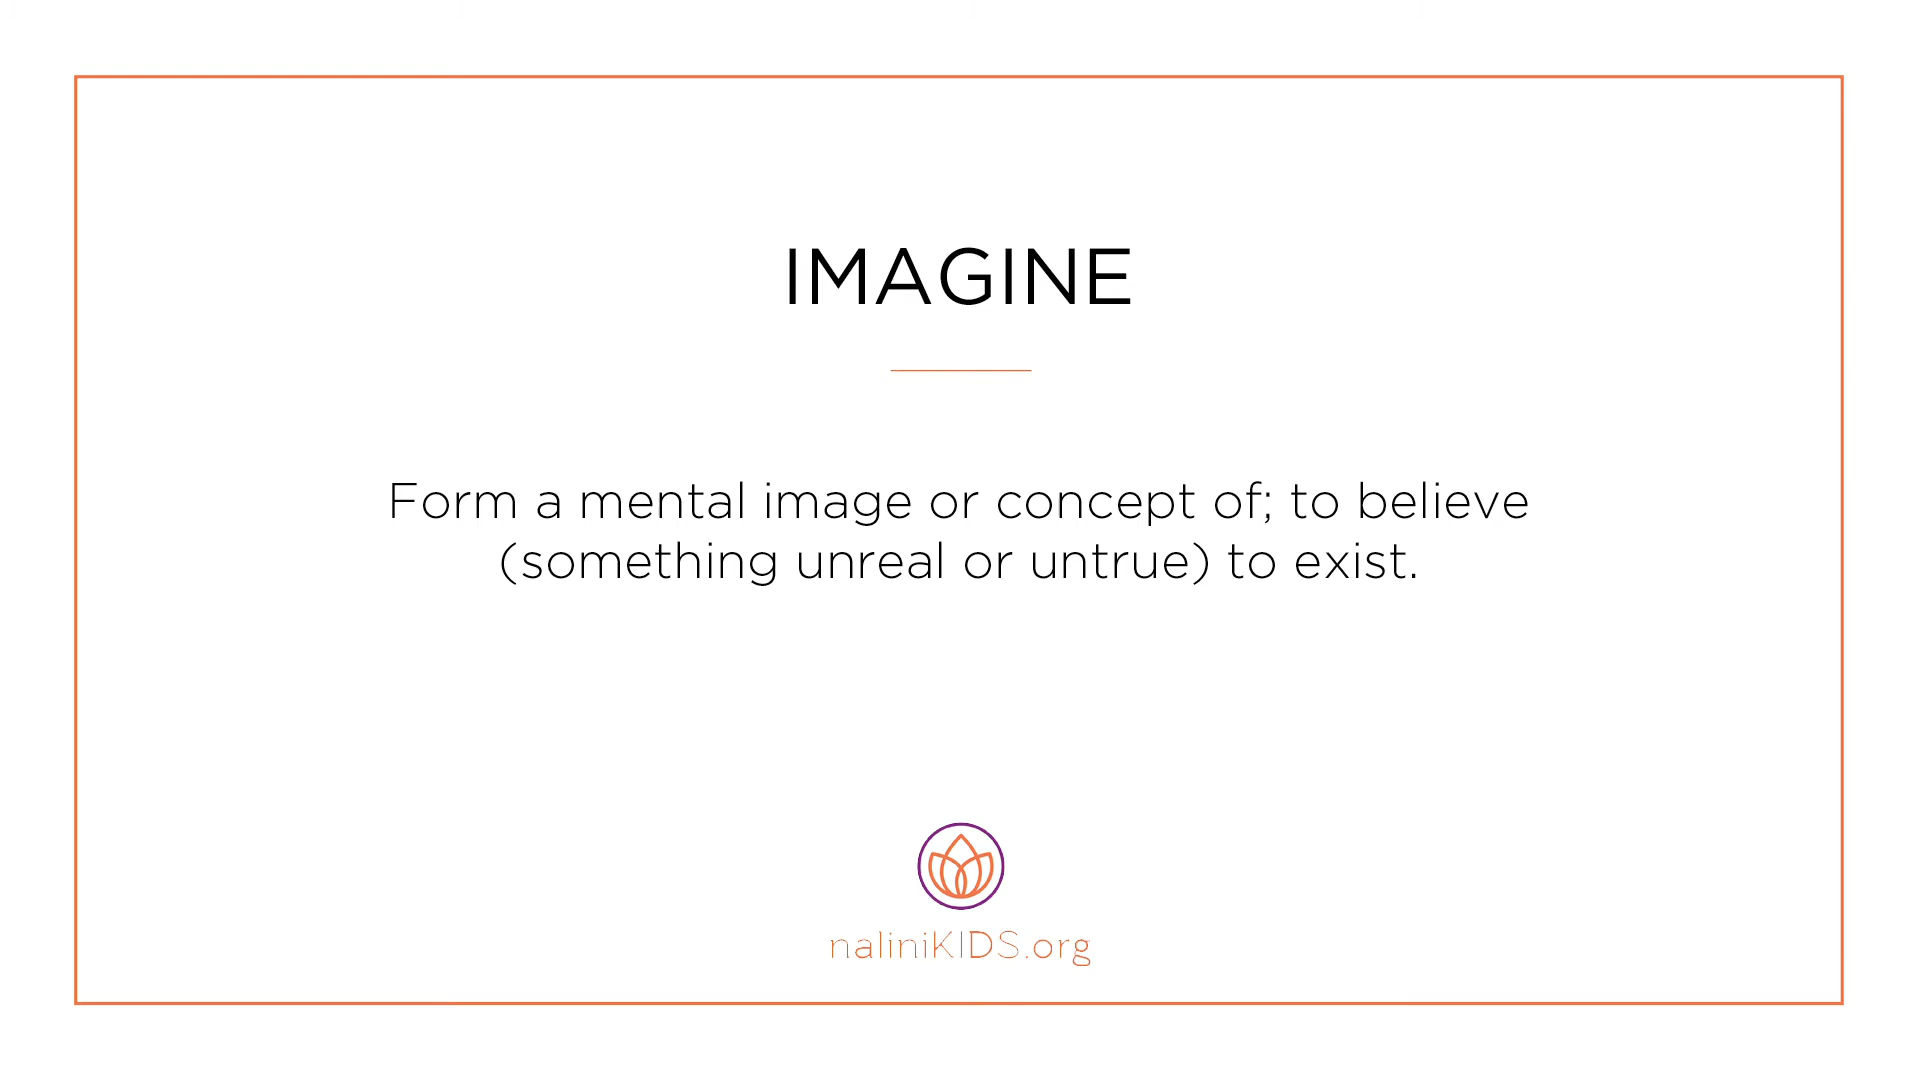 IMAGINE
Form a mental image or concept of; to believe
(something unreal or untrue) to exist.
naliniKIDS.org